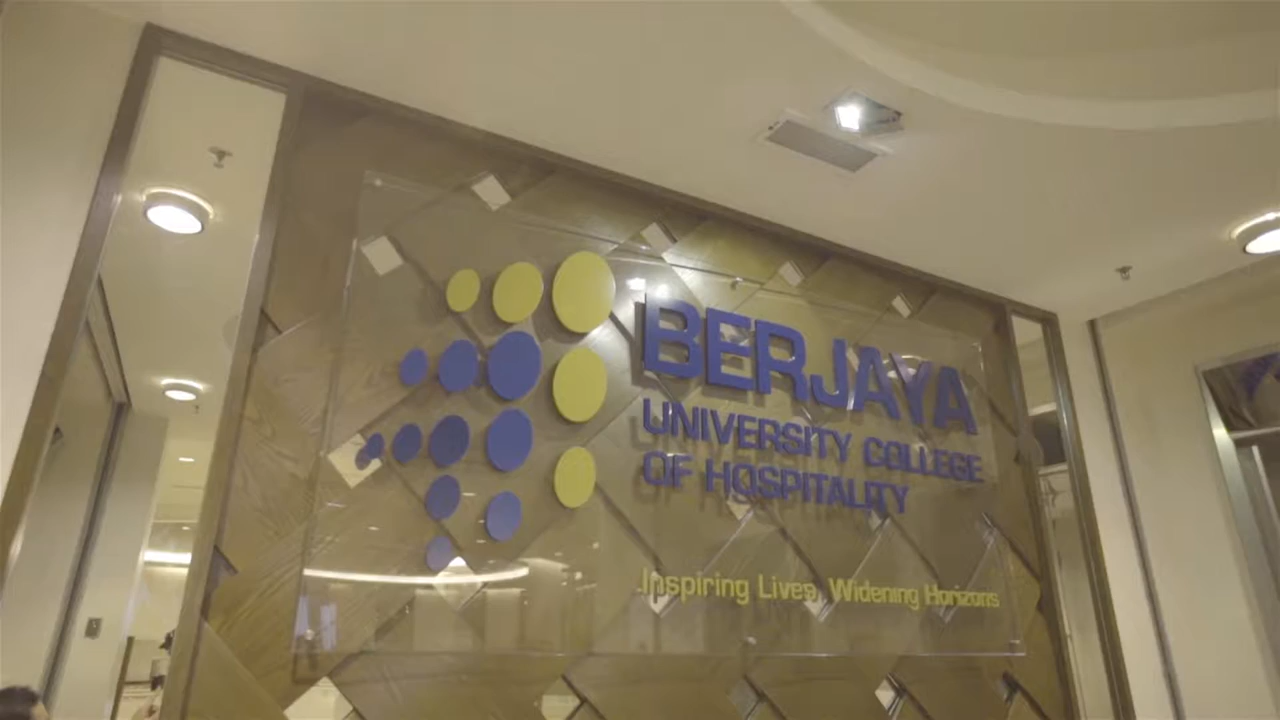 BERJAYA
UNIVERSITY COLLEGE
OF HOSPITALITY
Inspiring Lives, Widening Horizons